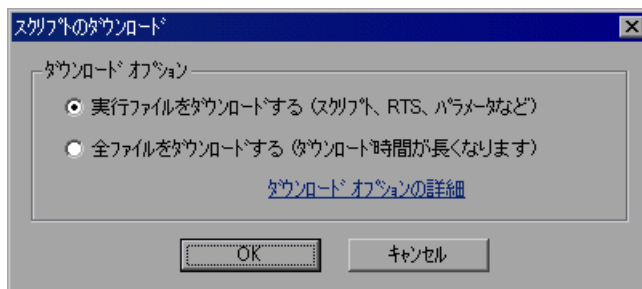 ｽｸﾘﾌﾟﾄのﾀﾞｳﾝﾛｰﾄﾞ
ﾀﾞｳﾝﾛｰﾄﾞ ｵﾌﾟｼｮﾝ
実行ﾌｧｲﾙをﾀﾞｳﾝﾛｰﾄﾞする (ｽｸﾘﾌﾟﾄ、RTS、ﾊﾟﾗﾒｰﾀなど)
全ﾌｧｲﾙをﾀﾞｳﾝﾛｰﾄﾞする (ﾀﾞｳﾝﾛｰﾄﾞ時間が長くなります)
ﾀﾞｳﾝﾛｰﾄﾞ ｵﾌﾟｼｮﾝの詳細
OK ｷｬﾝｾﾙ